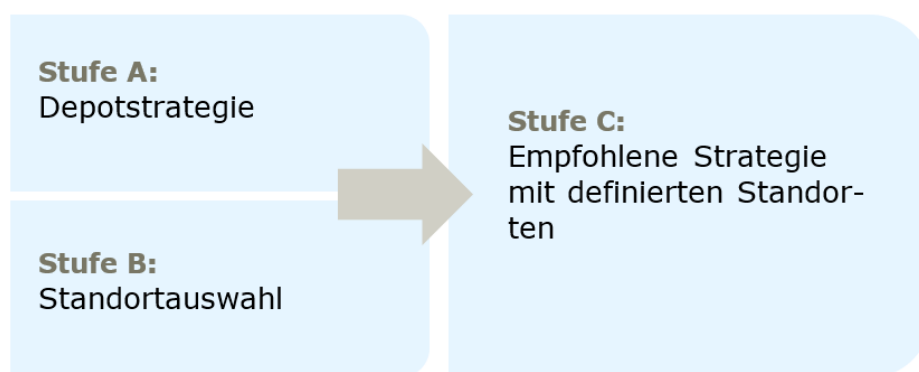 Stufe A:
Depotstrategie
Stufe B:
Standortauswahl
Stufe C:
Empfohlene Strategie
mit definierten Standor-
ten